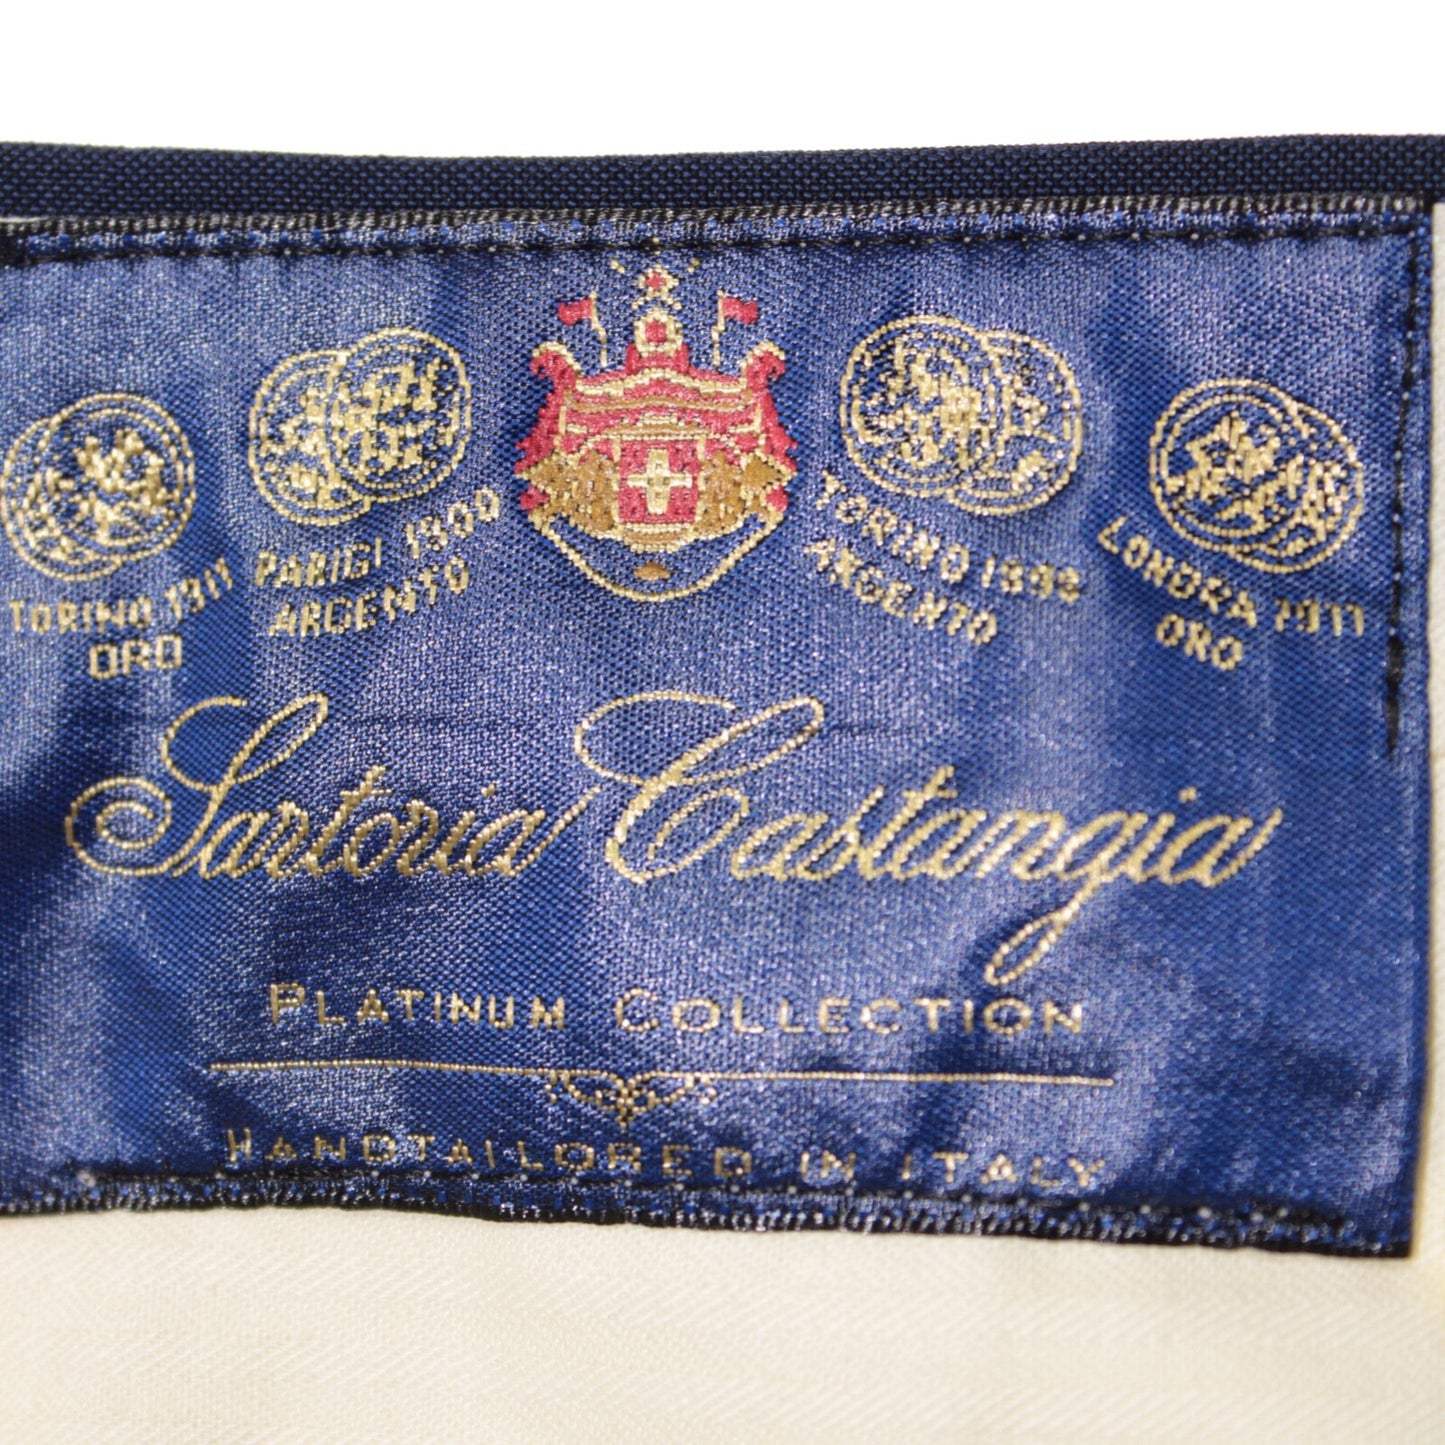 TORINO 1911
ORO
PARIGI 1900
ARGENTO
TORINO 1898
ARGENTO
LONDRA 1911
ORO
Sartoria Castangia
PLATINUM COLLECTION
HANDTAILORED IN ITALY